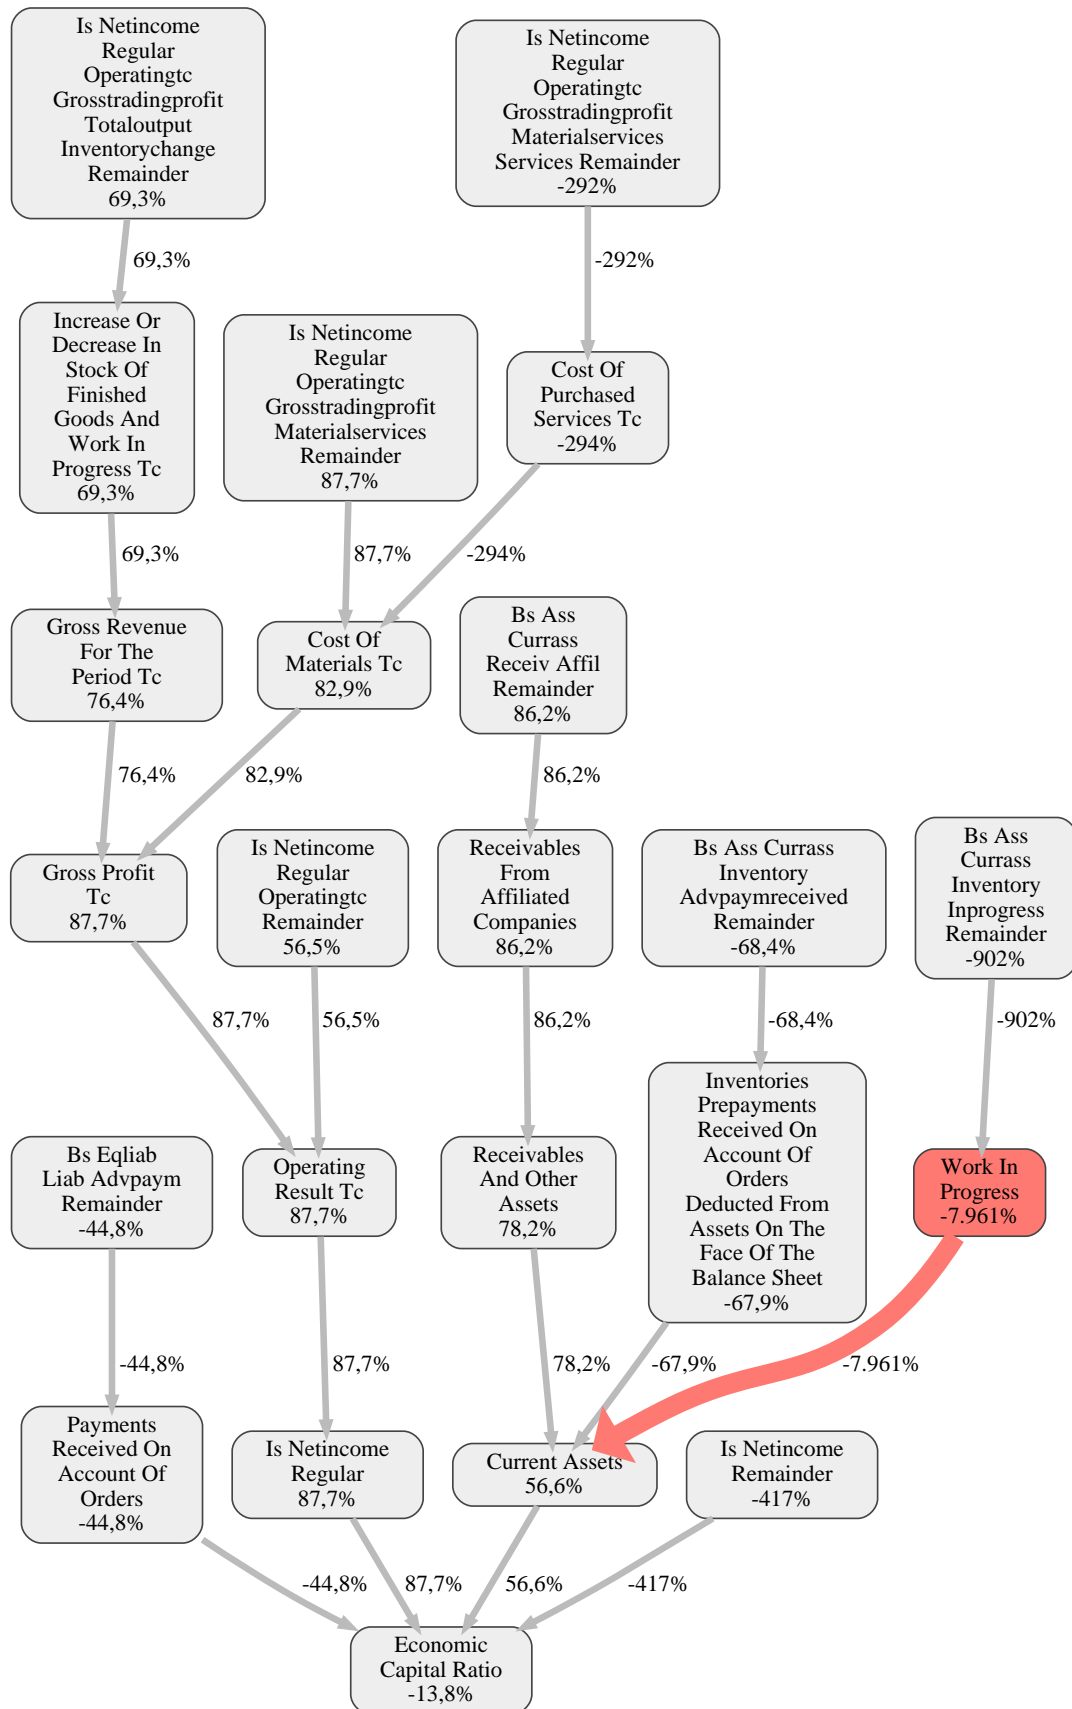 Is Netincome
Regular
Operatingtc
Grosstradingprofit
Totaloutput
Inventorychange
Remainder
69,3%
Is Netincome
Regular
Operatingtc
Grosstradingprofit
Materialservices
Services Remainder
-292%
69,3%
-292%
Increase Or
Decrease In
Stock Of
Finished
Goods And
Work In
Progress Tc
69,3%
Is Netincome
Regular
Operatingtc
Grosstradingprofit
Materialservices
Remainder
87,7%
Cost Of
Purchased
Services Tc
-294%
69,3%
87,7%
-294%
Gross Revenue
For The
Period Tc
76,4%
Cost Of
Materials Tc
82,9%
Bs Ass
Currass
Receiv Affil
Remainder
86,2%
76,4%
82,9%
86,2%
Gross Profit
Tc
87,7%
Is Netincome
Regular
Operatingtc
Remainder
56,5%
Receivables
From
Affiliated
Companies
86,2%
Bs Ass Currass
Inventory
Advpaymreceived
Remainder
-68,4%
Bs Ass
Currass
Inventory
Inprogress
Remainder
-902%
87,7%
56,5%
86,2%
-68,4%
-902%
Bs Eqliab
Liab Advpaym
Remainder
-44,8%
Operating
Result Tc
87,7%
Receivables
And Other
Assets
78,2%
Inventories
Prepayments
Received On
Account Of
Orders
Deducted From
Assets On The
Face Of The
Balance Sheet
-67,9%
Work In
Progress
-7.961%
-44,8%
87,7%
78,2%
-67,9%
-7.961%
Payments
Received On
Account Of
Orders
-44,8%
Is Netincome
Regular
87,7%
Current Assets
56,6%
Is Netincome
Remainder
-417%
-44,8%
87,7%
56,6%
-417%
Economic
Capital Ratio
-13,8%